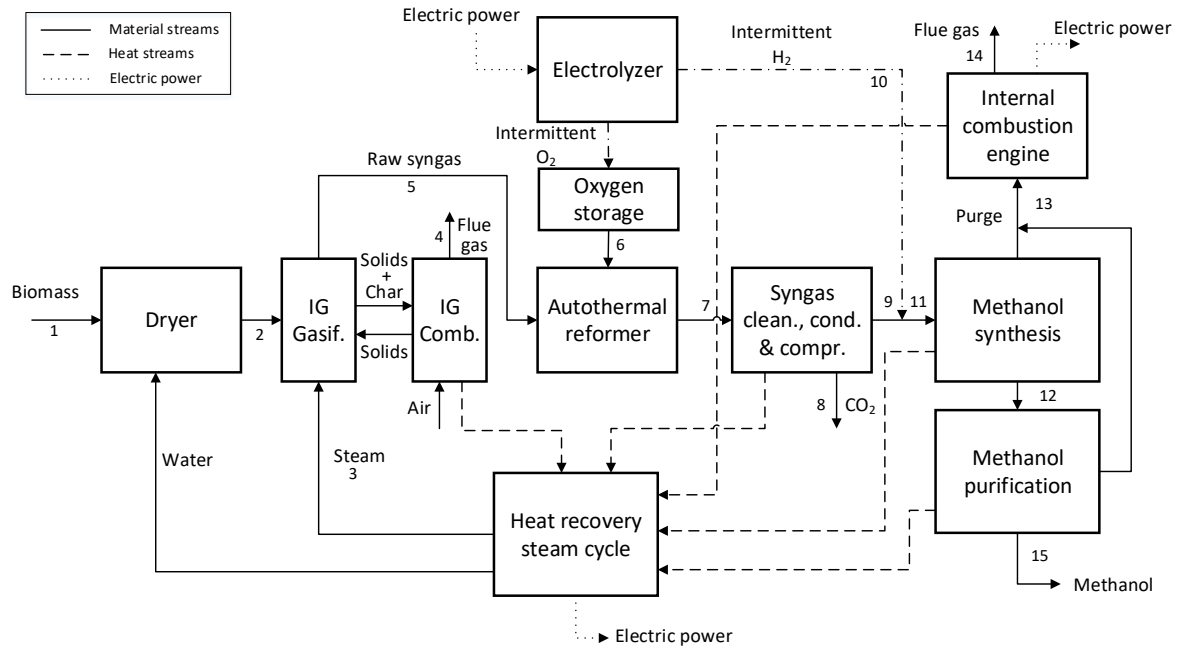 Material streams
Heat streams
Electric power
Electric power
Electrolyzer
Intermittent
H₂
10
Flue gas
14
Electric power
Internal
combustion
engine
Intermittent
O₂
Oxygen
storage
6
Raw syngas
5
Purge
13
Biomass
1
Dryer
2
IG
Gasif.
Solids
+
Char
Solids
4
Flue
gas
IG
Comb.
Air
Autothermal
reformer
7
Syngas
clean., cond.
& compr.
9
11
Methanol
synthesis
8
CO₂
12
Methanol
purification
15
Methanol
Water
Steam
3
Heat recovery
steam cycle
Electric power